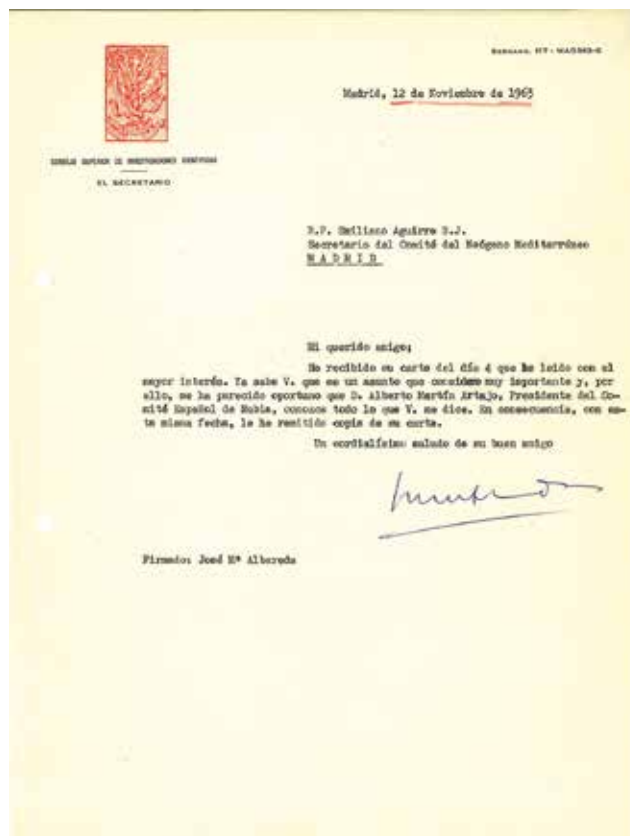 SERRANO, 117 - MADRID-6
Madrid, 12 de Noviembre de 1963
CONSEJO SUPERIOR DE INVESTIGACIONES CIENTÍFICAS
EL SECRETARIO
R.P. Emiliano Aguirre S.J.
Secretario del Comité del Neógeno Mediterráneo
M A D R I D
Mi querido amigo:
He recibido su carta del día 4 que he leído con el
mayor interés. Ya sabe V. que es un asunto que considero muy importante y, por
ello, me ha parecido oportuno que D. Alberto Martín Artajo, Presidente del Co-
mité Español de Nubia, conozca todo lo que V. me dice. En consecuencia, con es-
ta misma fecha, le he remitido copia de su carta.
Un cordialísimo saludo de su buen amigo
Firmado: José Mª Albareda